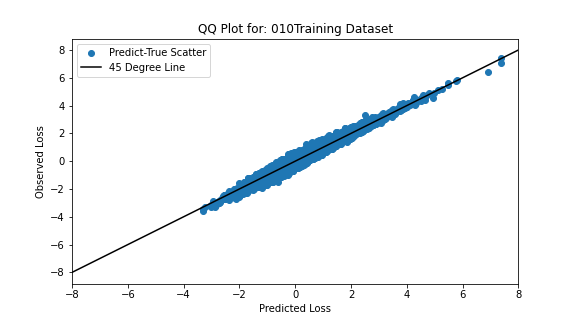 QQ Plot for: 010Training Dataset
Predict-True Scatter
45 Degree Line
Observed Loss
8
6
4
2
0
−2
−4
−6
−8
−8 −6 −4 −2 0 2 4 6 8
Predicted Loss